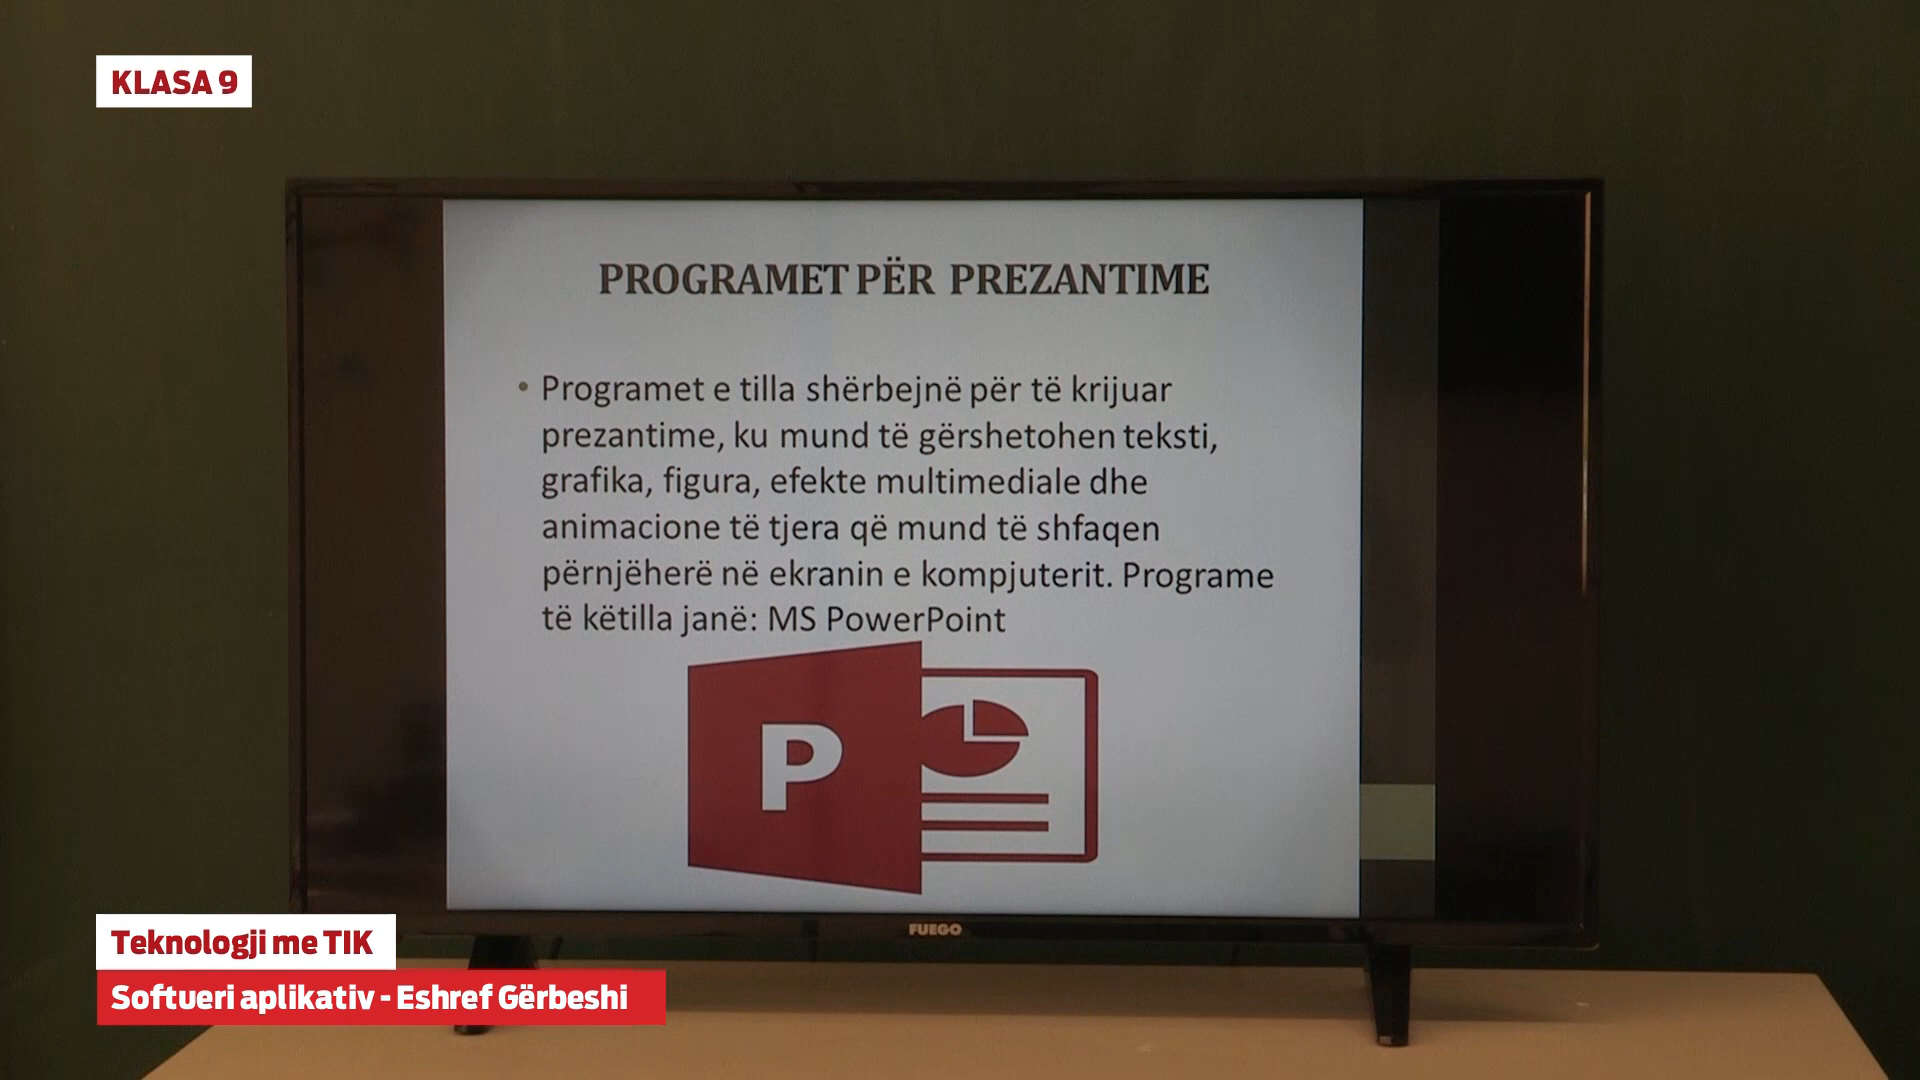 KLASA 9
PROGRAMET PËR PREZANTIME
• Programet e tilla shërbejnë për të krijuar
prezantime, ku mund të gërshetohen teksti,
grafika, figura, efekte multimediale dhe
animacione të tjera që mund të shfaqen
përnjëherë në ekranin e kompjuterit. Programe
të këtilla janë: MS PowerPoint
P
FUEGO
Teknologji me TIK
Softueri aplikativ - Eshref Gërbeshi